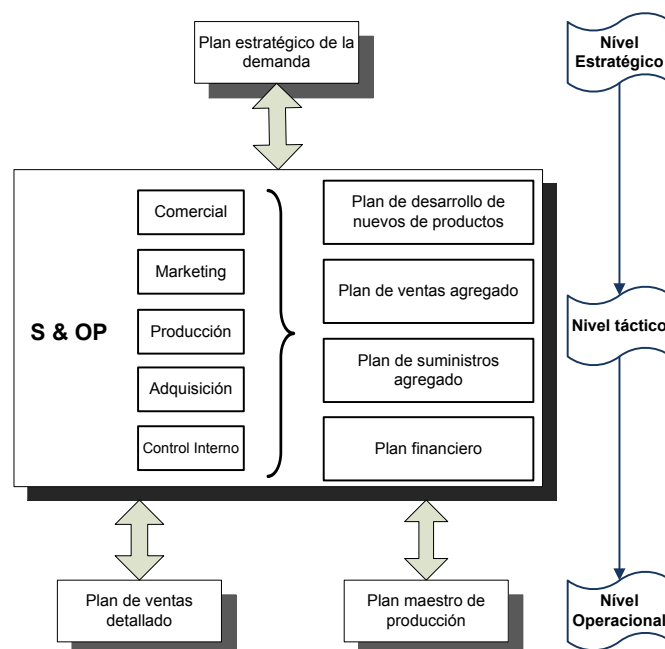 Plan estratégico de la
demanda
Nível
Estratégico
S & OP
Comercial
Marketing
Producción
Adquisición
Control Interno
Plan de desarrollo de
nuevos de productos
Plan de ventas agregado
Plan de suministros
agregado
Plan financiero
Nivel táctico
Plan de ventas
detallado
Plan maestro de
producción
Nível
Operacional